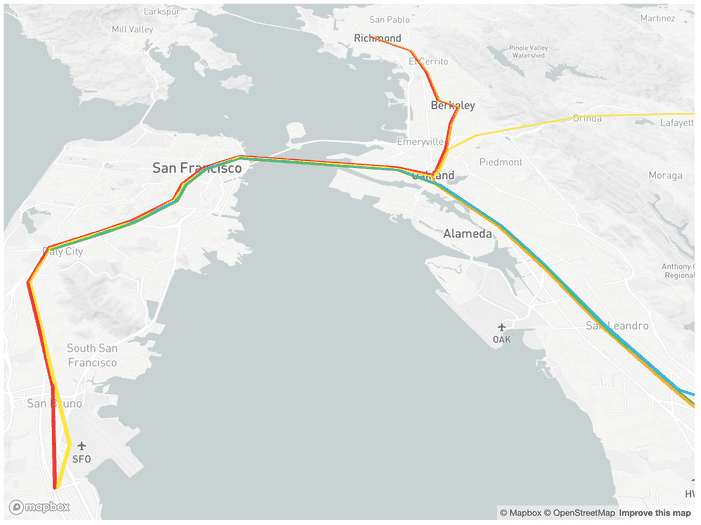 Larkspur
San Pablo
Martinez
Mill Valley
Richmond
Pinole Valley
Watershed
El Cerrito
Berkeley
Orinda
Lafayett
Emeryville
San Francisco
Piedmont
Oakland
Moraga
Alameda
Daly City
Anthony C
Regional
San Leandro
OAK
South San
Francisco
San Bruno
SFO
HW
mapbox
© Mapbox © OpenStreetMap Improve this map